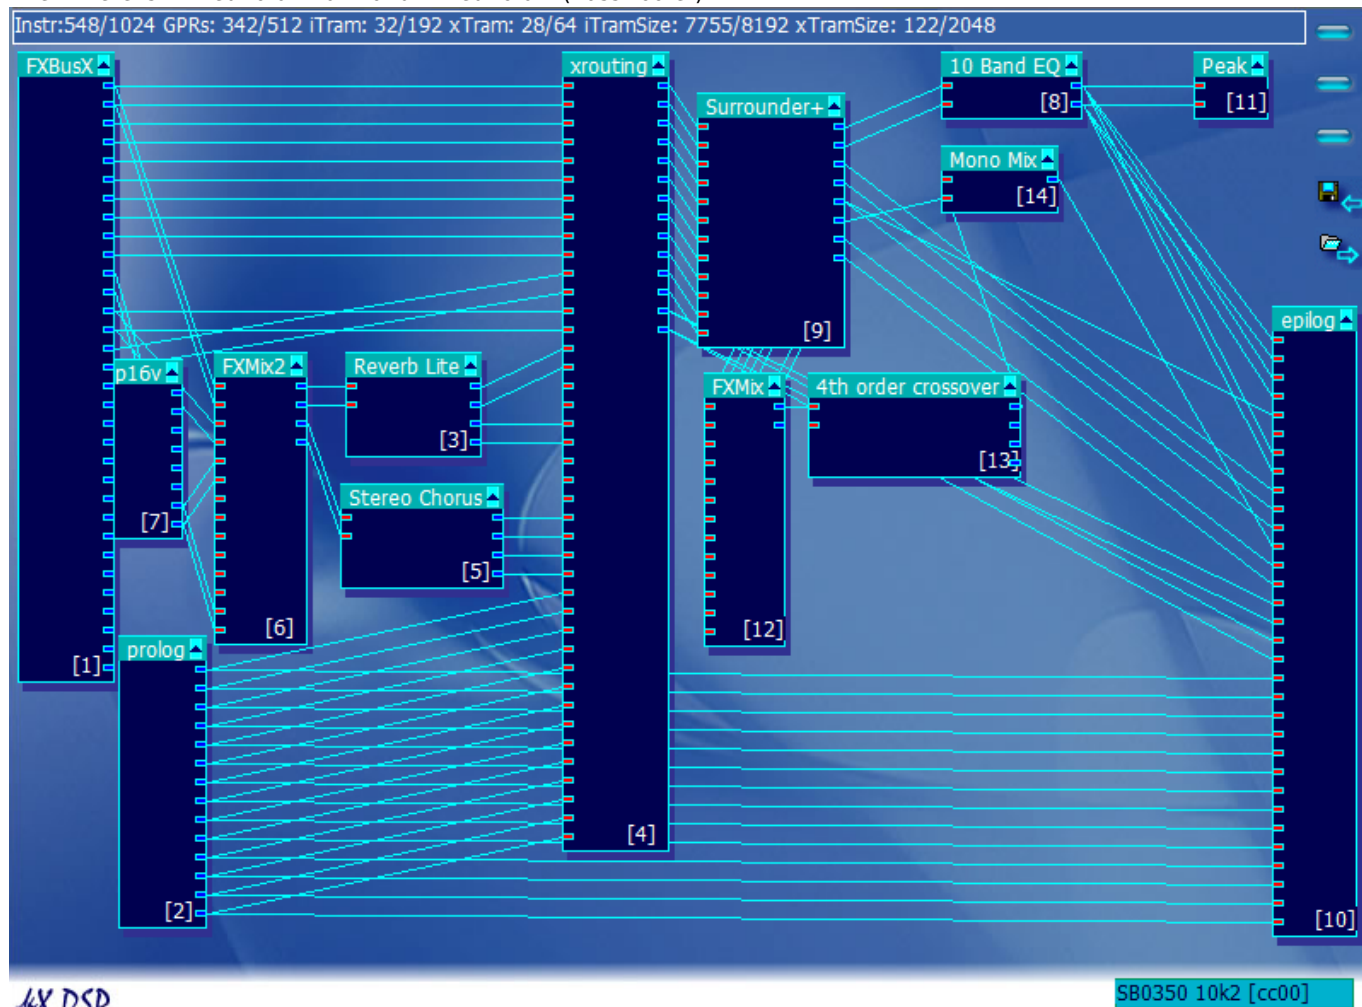 Instr:548/1024 GPRs: 342/512 iTram: 32/192 xTram: 28/64 iTramSize: 7755/8192 xTramSize: 122/2048
FXBusX
xrouting
10 Band EQ
Peak
[8]
[11]
Surrounder+
Mono Mix
[14]
[9]
epilog
p16v
FXMix2
Reverb Lite
FXMix
4th order crossover
[3]
[13]
Stereo Chorus
[7]
[5]
[6]
[12]
prolog
[1]
[4]
[2]
[10]
µX DSP
SB0350 10k2 [cc00]